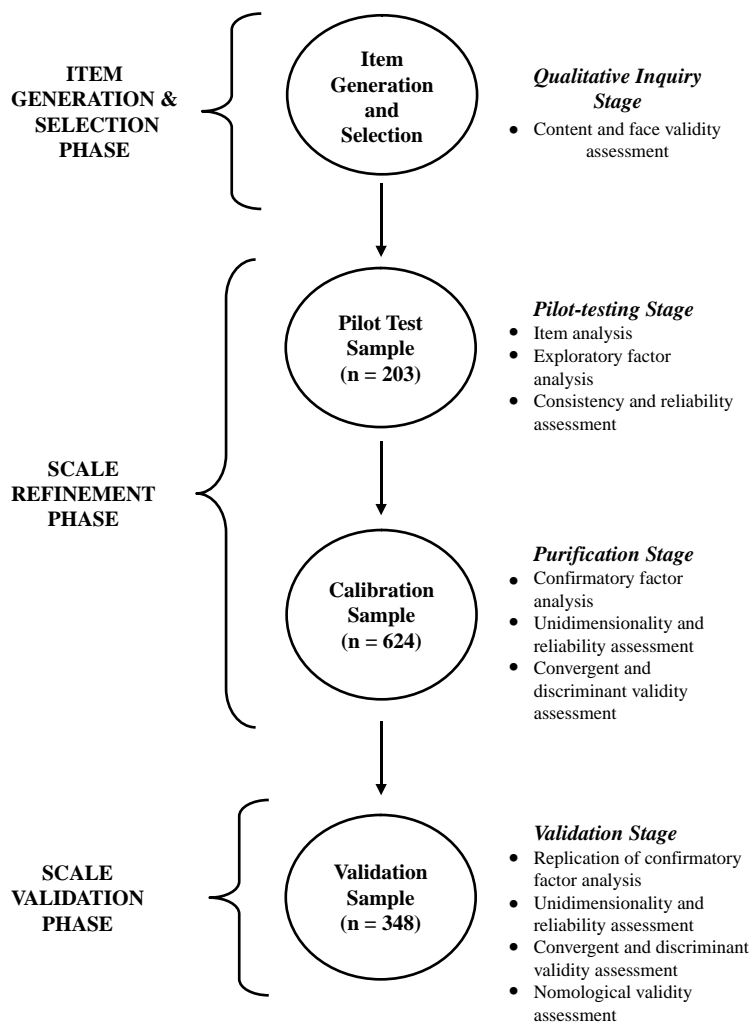 ITEM
GENERATION &
SELECTION
PHASE
Item
Generation
and
Selection
Qualitative Inquiry
Stage
• Content and face validity
assessment
SCALE
REFINEMENT
PHASE
Pilot Test
Sample
(n = 203)
Pilot-testing Stage
• Item analysis
• Exploratory factor
analysis
• Consistency and reliability
assessment
Calibration
Sample
(n = 624)
Purification Stage
• Confirmatory factor
analysis
• Unidimensionality and
reliability assessment
• Convergent and
discriminant validity
assessment
SCALE
VALIDATION
PHASE
Validation
Sample
(n = 348)
Validation Stage
• Replication of confirmatory
factor analysis
• Unidimensionality and
reliability assessment
• Convergent and discriminant
validity assessment
• Nomological validity
assessment